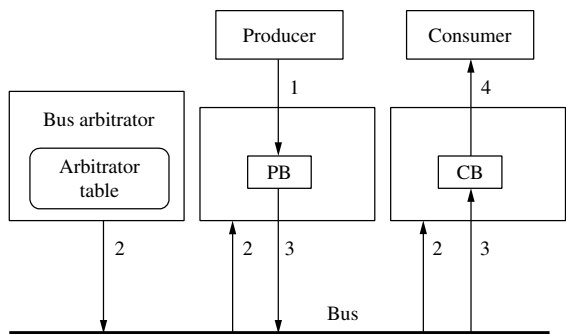 Producer
Consumer
1
4
Bus arbitrator
Arbitrator
table
PB
CB
2
2
3
2
3
Bus